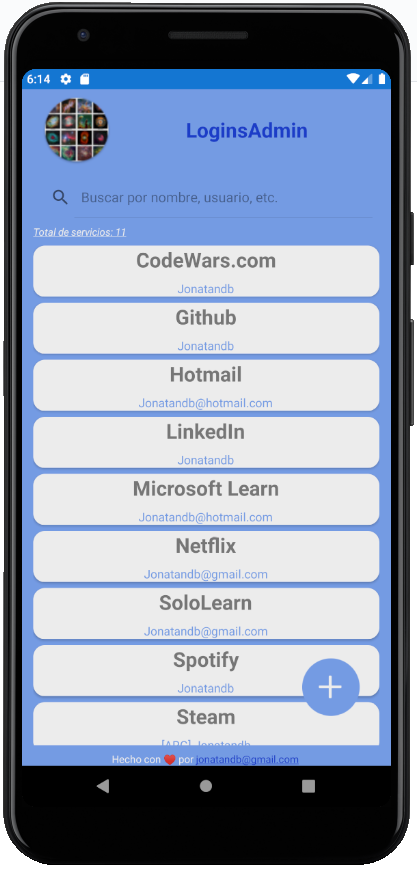 6:14
LoginsAdmin
Buscar por nombre, usuario, etc.
Total de servicios: 11
CodeWars.com
Jonatandb
Github
Jonatandb
Hotmail
Jonatandb@hotmail.com
LinkedIn
Jonatandb
Microsoft Learn
Jonatandb@hotmail.com
Netflix
Jonatandb@gmail.com
SoloLearn
Jonatandb@gmail.com
Spotify
Jonatandb
Steam
[ARG] Jonatandb
Hecho con ❤️ por jonatandb@gmail.com